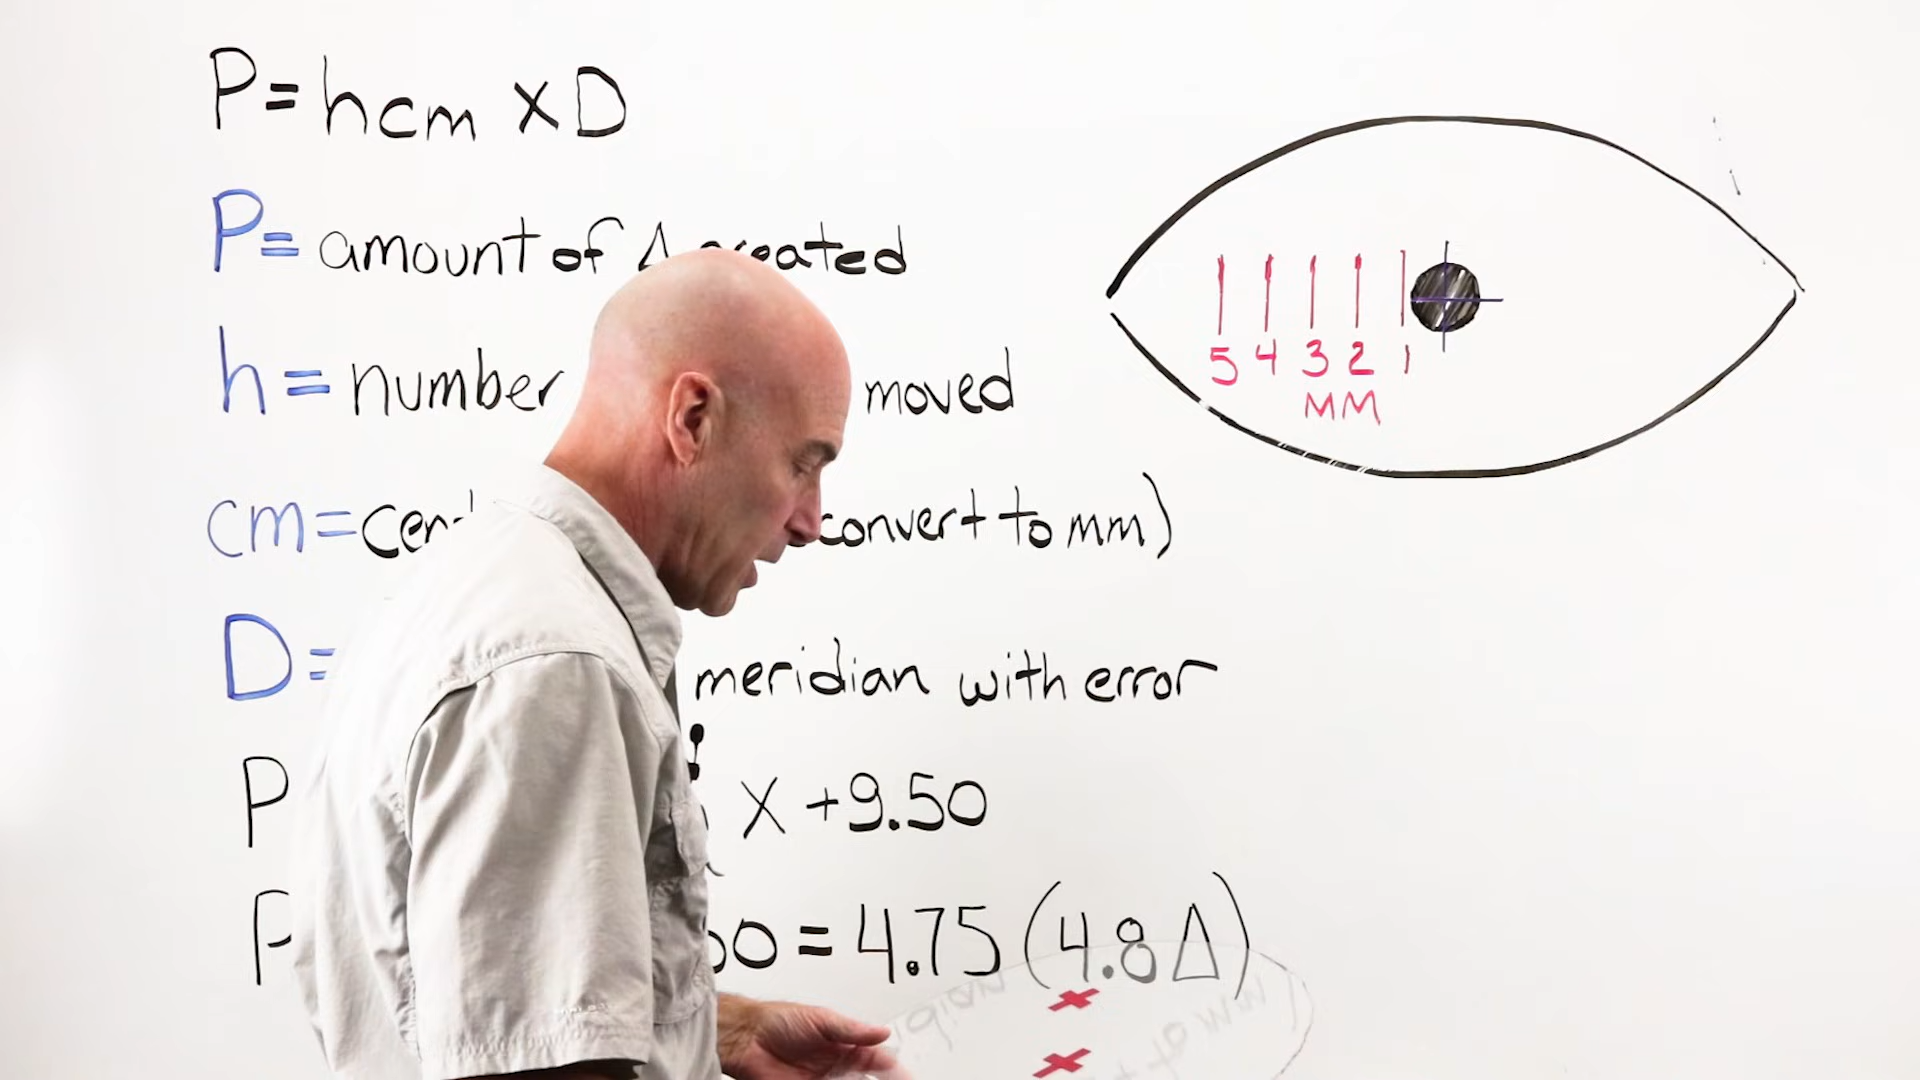 P=hcm X D
P= amount of Δ created
h= number moved
cm= convert to mm)
D= meridian with error
P X +9.50
P 50 = 4.75 (4.8Δ)
5 4 3 2 1
MM